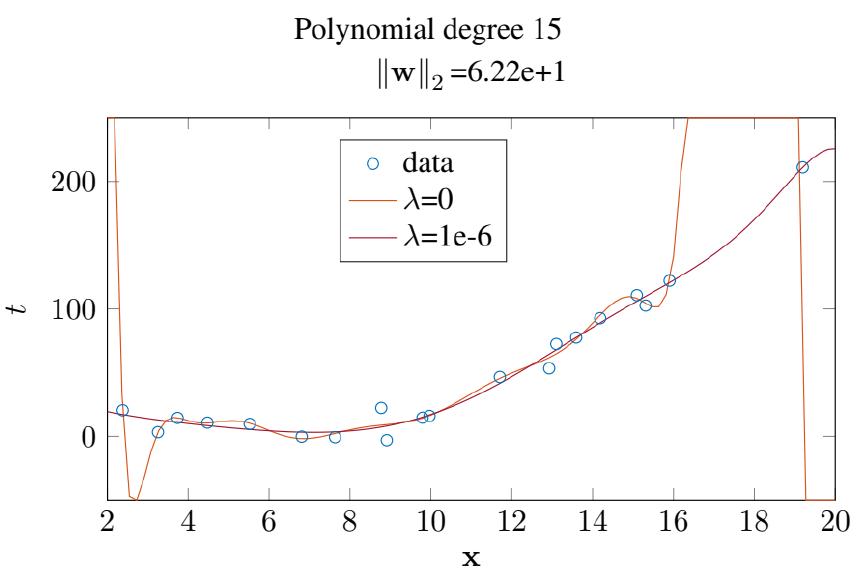 Polynomial degree 15
‖w‖₂ =6.22e+1
data
λ=0
λ=1e-6
200
100
0
t
2 4 6 8 10 12 14 16 18 20
x